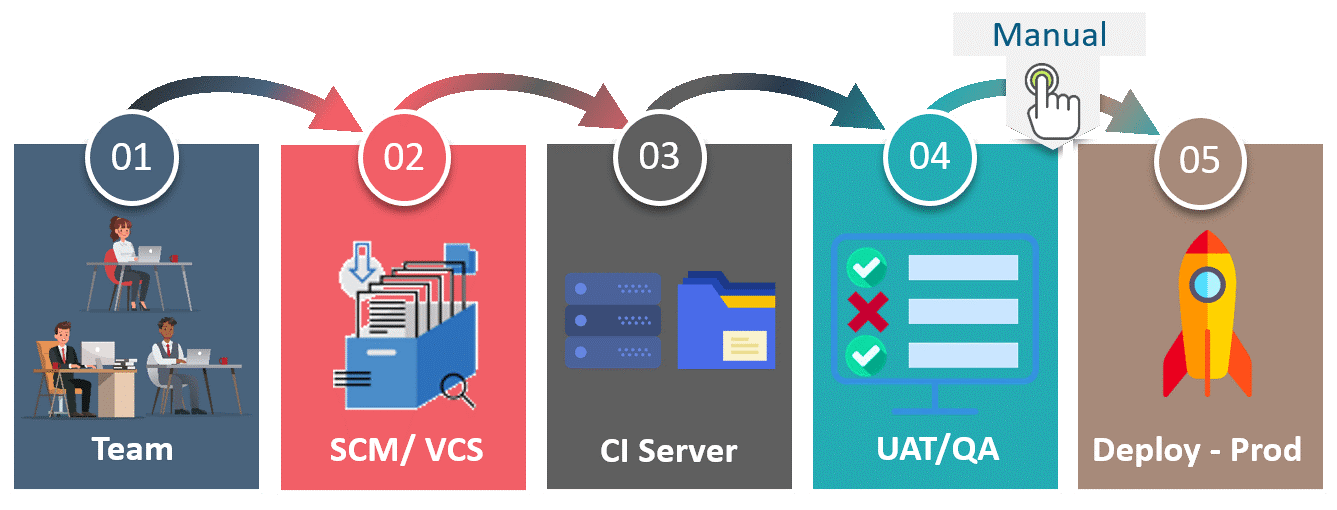 Manual
01
02
03
04
05
Team
SCM/ VCS
CI Server
UAT/QA
Deploy - Prod